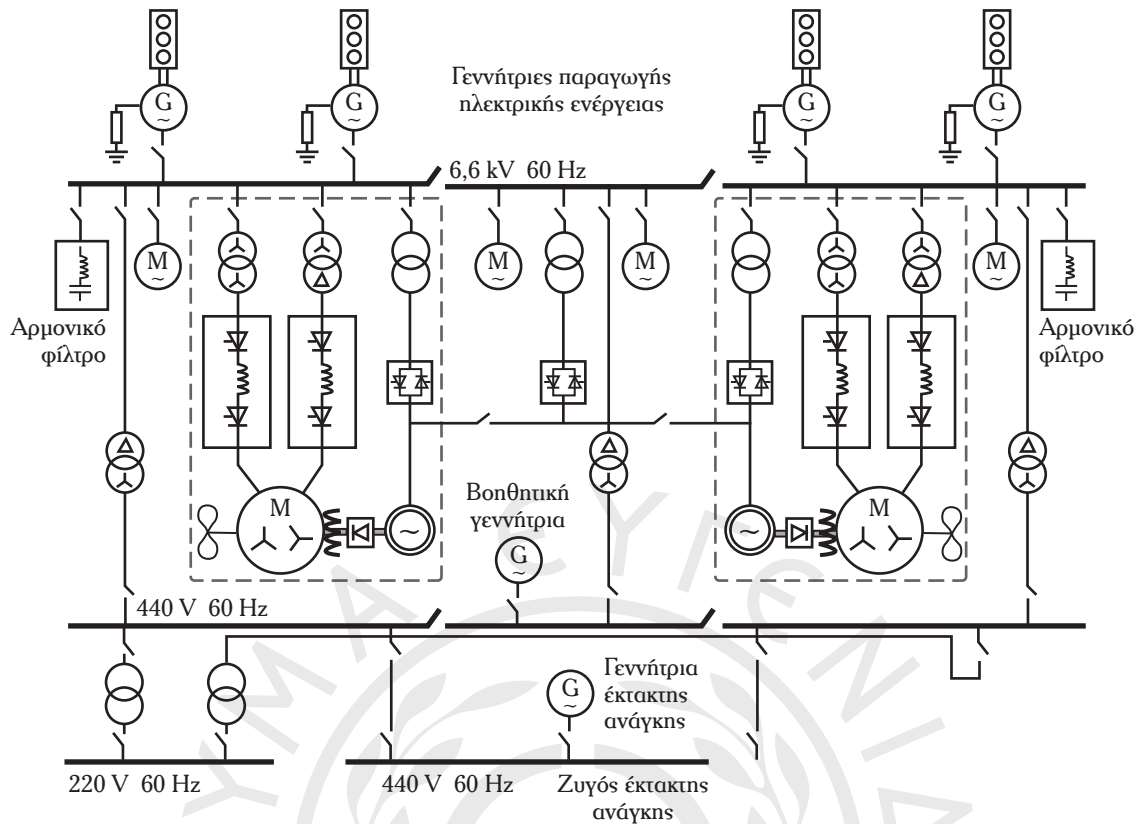 G
~
G
~
G
~
G
~
Γεννήτριες παραγωγής
ηλεκτρικής ενέργειας
6,6 kV 60 Hz
M
~
M
~
M
~
M
~
Αρμονικό
φίλτρο
Αρμονικό
φίλτρο
M
~
Βοηθητική
γεννήτρια
G
~
~
M
440 V 60 Hz
Γεννήτρια
έκτακτης
ανάγκης
G
~
220 V 60 Hz
440 V 60 Hz
Ζυγός έκτακτης
ανάγκης